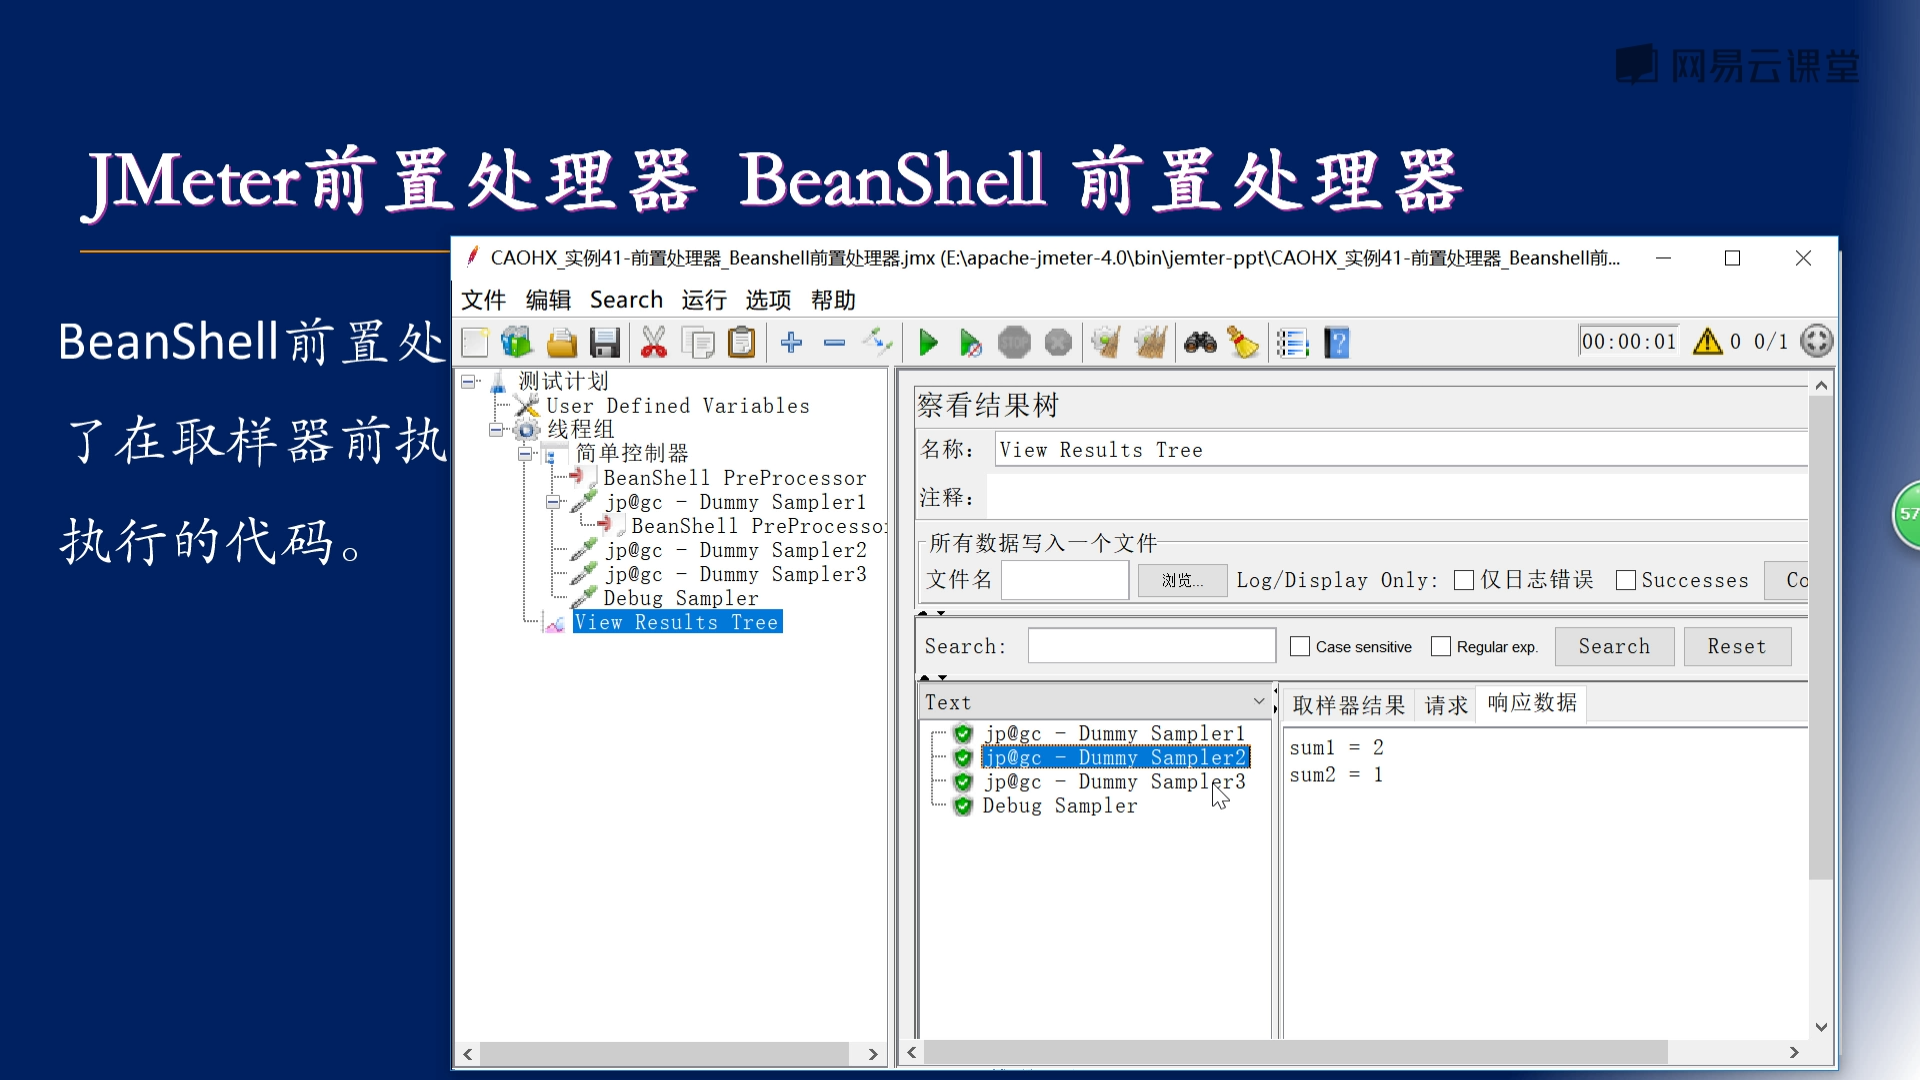 网易云课堂
JMeter前置处理器 BeanShell 前置处理器
BeanShell前置处
了在取样器前执
执行的代码。
CAOHX_实例41-前置处理器_Beanshell前置处理器.jmx (E:\apache-jmeter-4.0\bin\jemter-ppt\CAOHX_实例41-前置处理器_Beanshell前...
文件 编辑 Search 运行 选项 帮助
STOP
00:00:01 0 0/1
测试计划
User Defined Variables
线程组
简单控制器
BeanShell PreProcessor
jp@gc - Dummy Sampler1
BeanShell PreProcessor
jp@gc - Dummy Sampler2
jp@gc - Dummy Sampler3
Debug Sampler
View Results Tree
察看结果树
名称: View Results Tree
注释:
所有数据写入一个文件
文件名 浏览... Log/Display Only: 仅日志错误 Successes Co
Search: Case sensitive Regular exp. Search Reset
Text
jp@gc - Dummy Sampler1
jp@gc - Dummy Sampler2
jp@gc - Dummy Sampler3
Debug Sampler
取样器结果 请求 响应数据
sum1 = 2
sum2 = 1
57